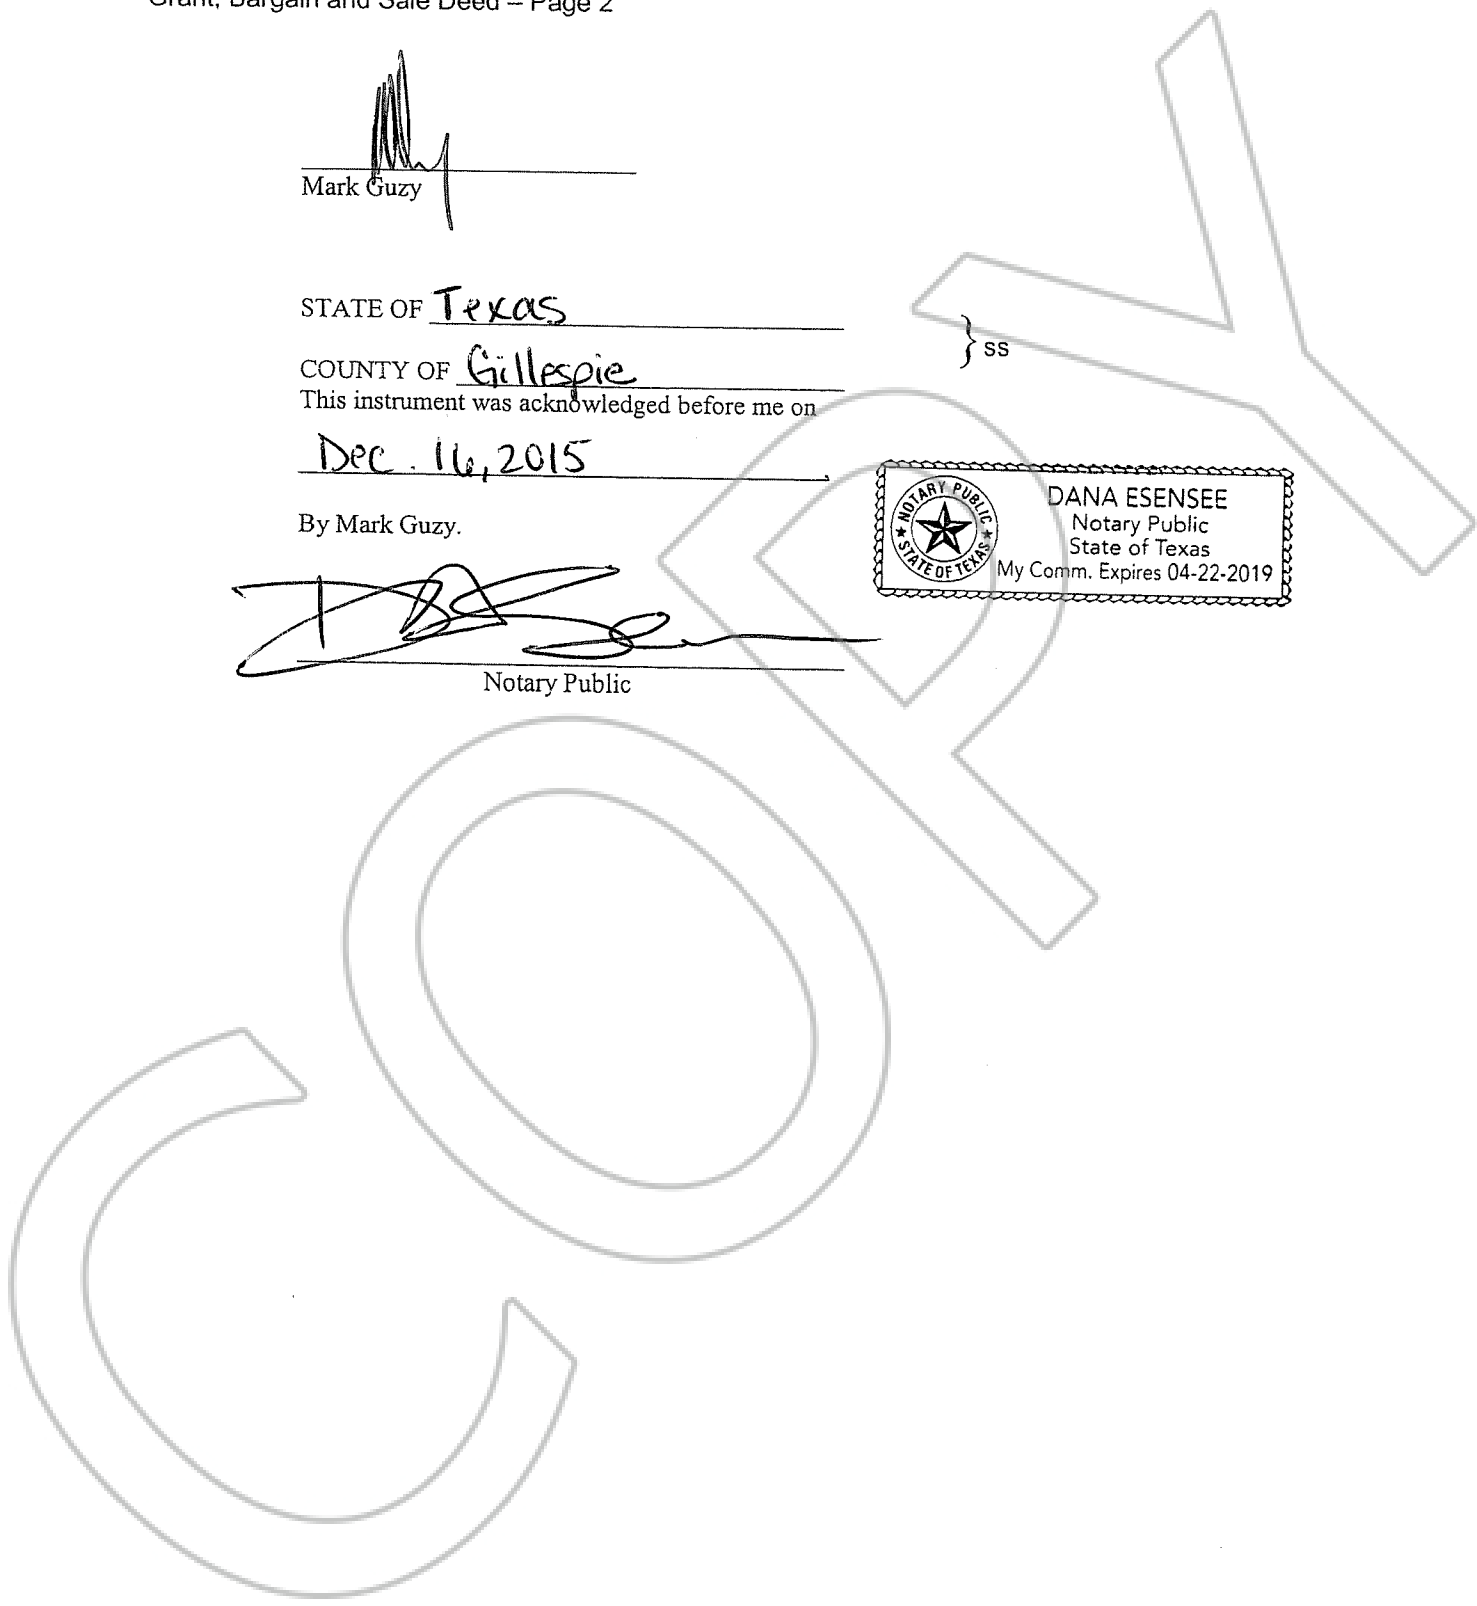 Grant, Bargain and Sale Deed – Page 2
Mark Guzy
STATE OF Texas
COUNTY OF Gillespie
} ss
This instrument was acknowledged before me on
Dec. 16, 2015.
By Mark Guzy.
NOTARY PUBLIC
STATE OF TEXAS
DANA ESENSEE
Notary Public
State of Texas
My Comm. Expires 04-22-2019
Notary Public
COPY